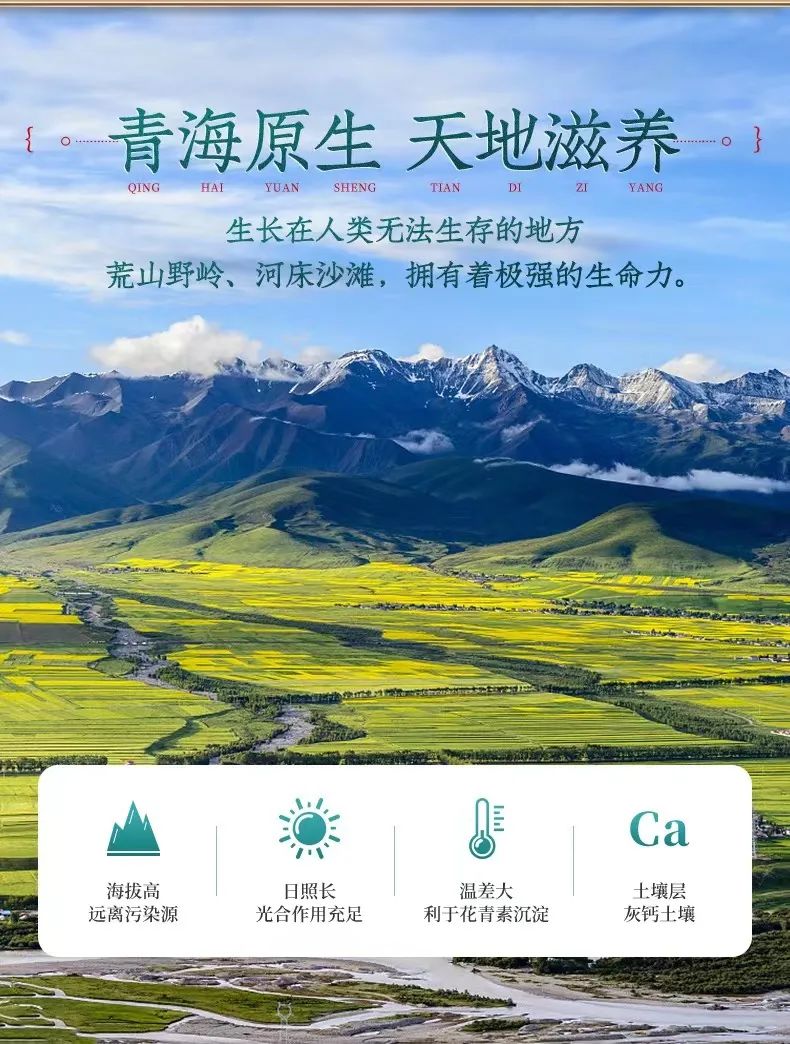 青海原生 天地滋养
QING HAI YUAN SHENG TIAN DI ZI YANG
生长在人类无法生存的地方
荒山野岭、河床沙滩，拥有着极强的生命力。
海拔高
远离污染源
日照长
光合作用充足
温差大
利于花青素沉淀
Ca
土壤层
灰钙土壤